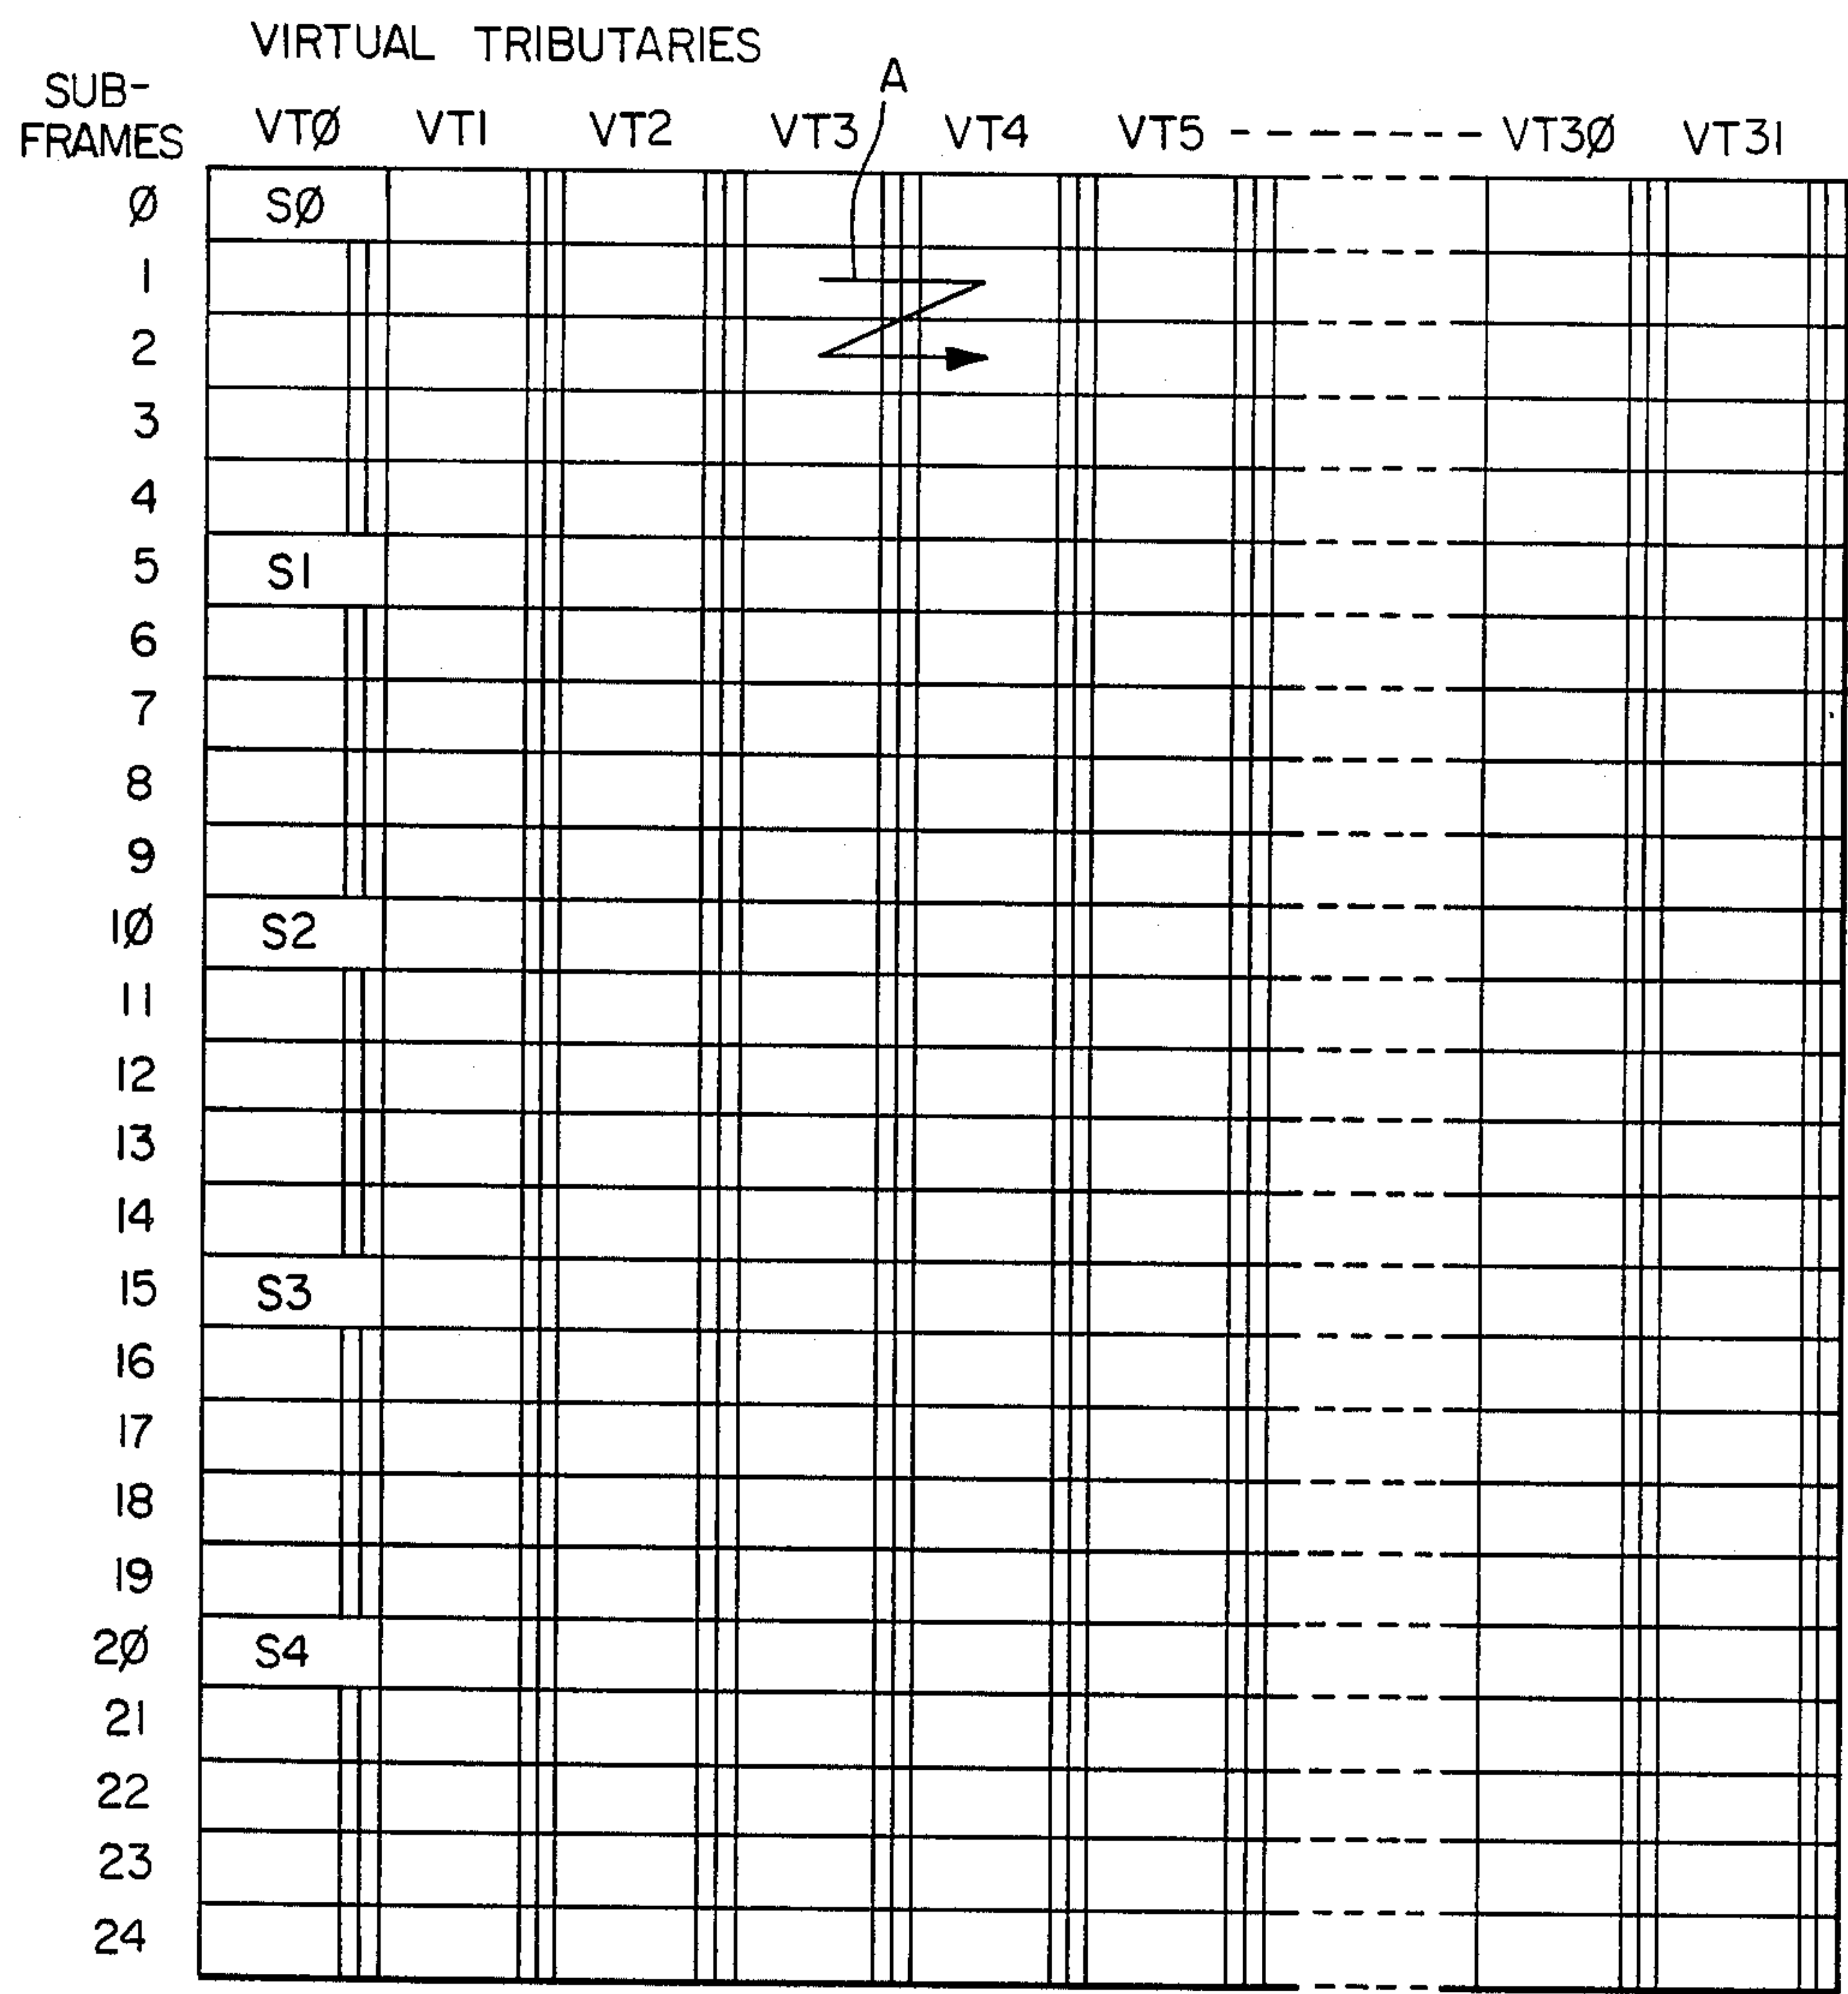 VIRTUAL TRIBUTARIES
A
SUB-
FRAMES
VTØ VT1 VT2 VT3 VT4 VT5 -------- VT3Ø VT31
Ø SØ
1
2
3
4
5 S1
6
7
8
9
1Ø S2
11
12
13
14
15 S3
16
17
18
19
2Ø S4
21
22
23
24